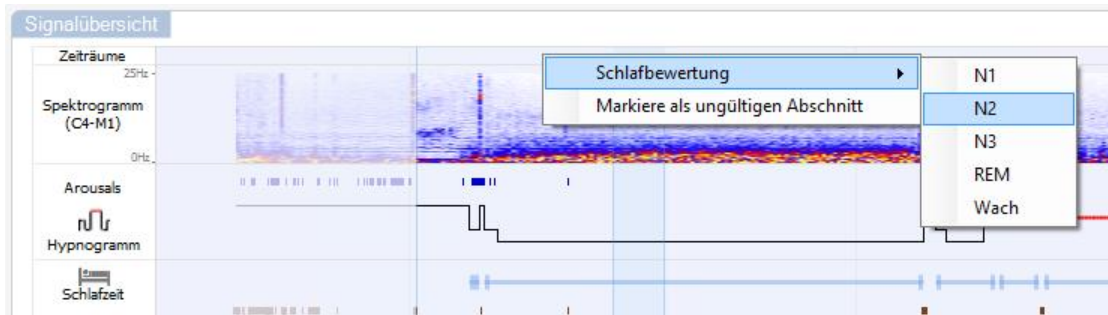 Signalübersicht
Zeiträume
25Hz
Spektrogramm
(C4-M1)
0Hz
Arousals
Hypnogramm
Schlafzeit
Schlafbewertung
Markiere als ungültigen Abschnitt
N1
N2
N3
REM
Wach